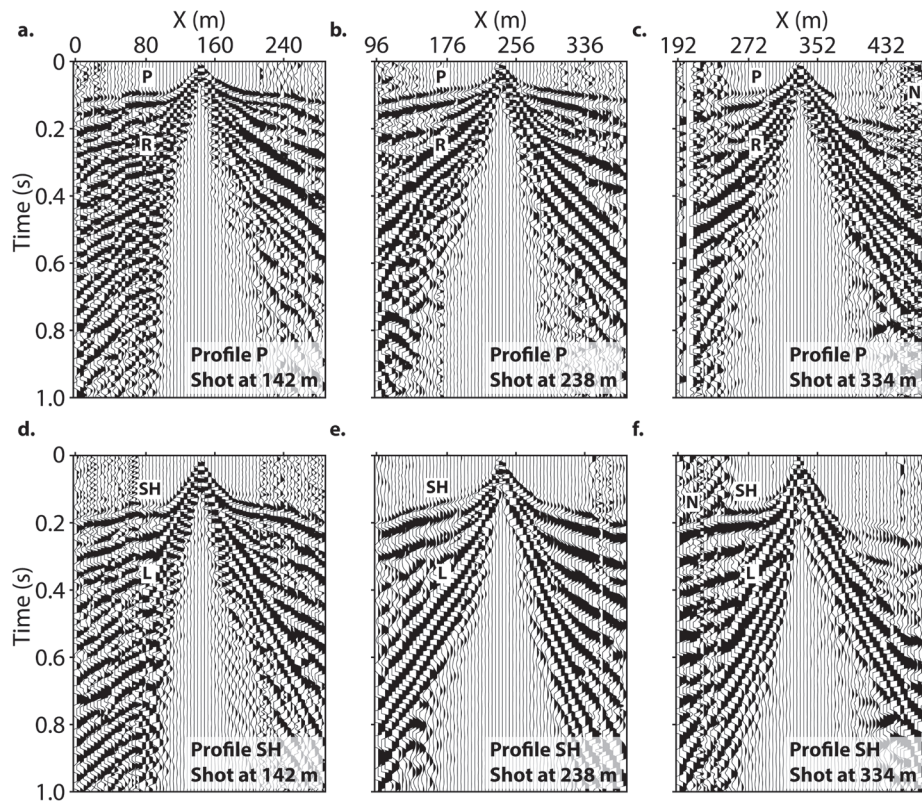 X (m) X (m) X (m)
a. b. c.
0 80 160 240 96 176 256 336 192 272 352 432
0
0.2
0.4
0.6
0.8
1.0
Time (s)
P P P N
R R R
Profile P
Shot at 142 m
Profile P
Shot at 238 m
Profile P
Shot at 334 m
d. e. f.
0
0.2
0.4
0.6
0.8
1.0
Time (s)
SH SH N SH
L L L
Profile SH
Shot at 142 m
Profile SH
Shot at 238 m
Profile SH
Shot at 334 m